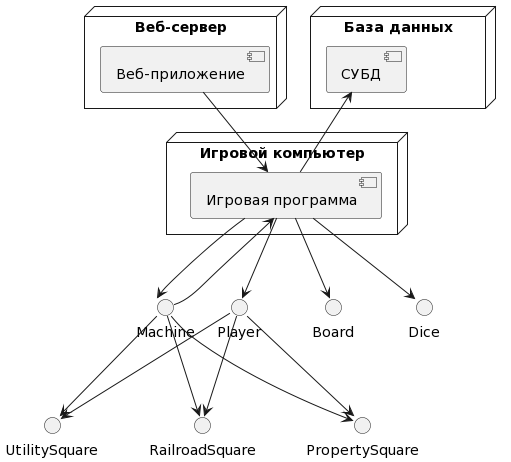 Веб-сервер
База данных
Веб-приложение
СУБД
Игровой компьютер
Игровая программа
Machine
Player
Board
Dice
UtilitySquare
RailroadSquare
PropertySquare